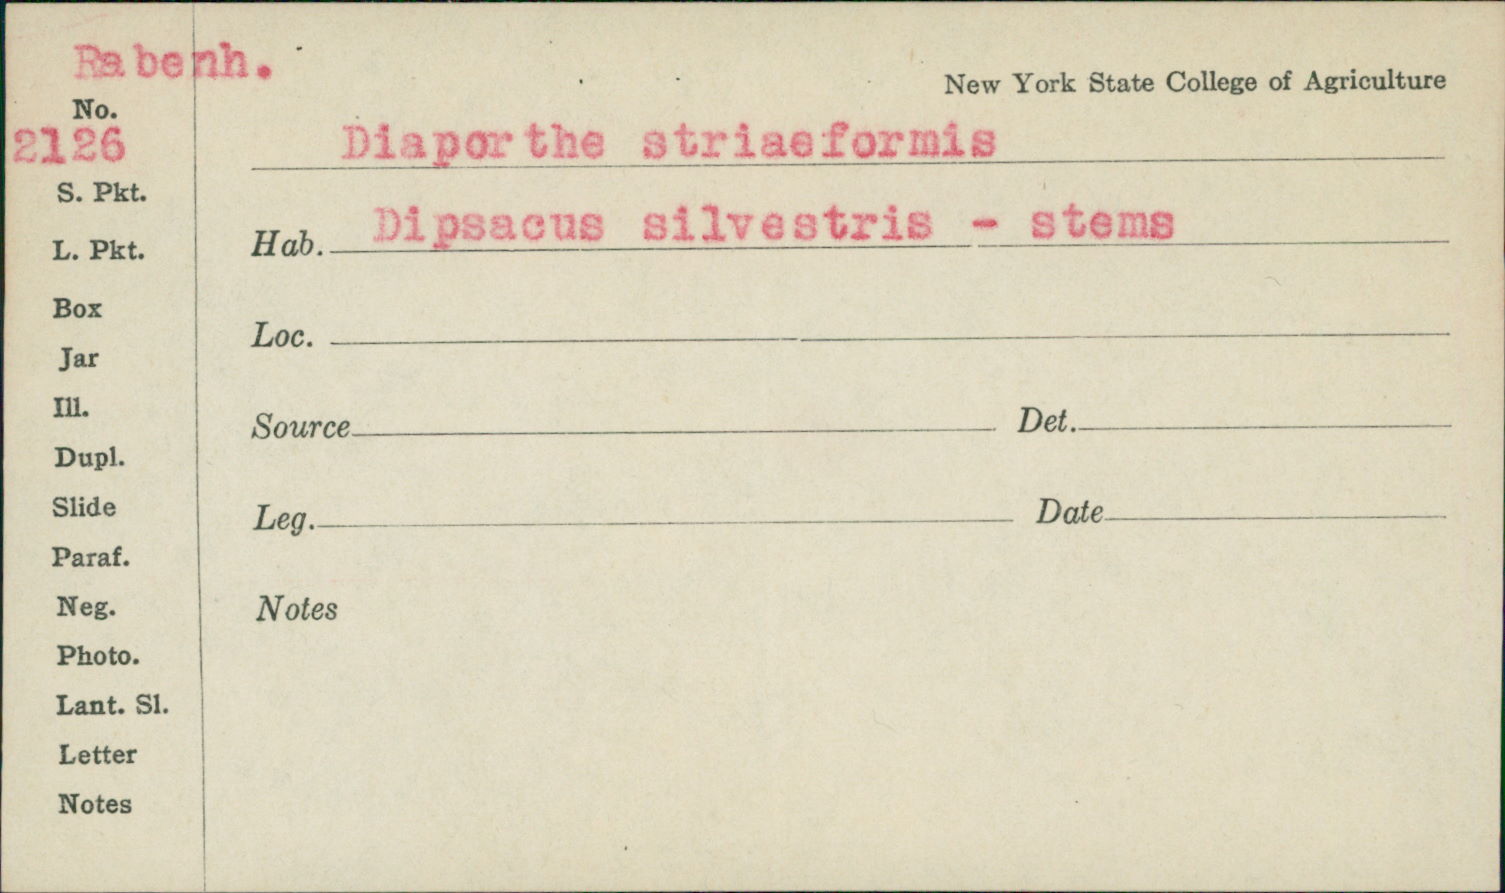 Rabenh.
New York State College of Agriculture
No.
2126
Diaporthe striaeformis
S. Pkt.
Hab. Dipsacus silvestris - stems
L. Pkt.
Box
Loc.
Jar
Ill.
Source Det.
Dupl.
Slide
Leg. Date
Paraf.
Neg.
Notes
Photo.
Lant. Sl.
Letter
Notes